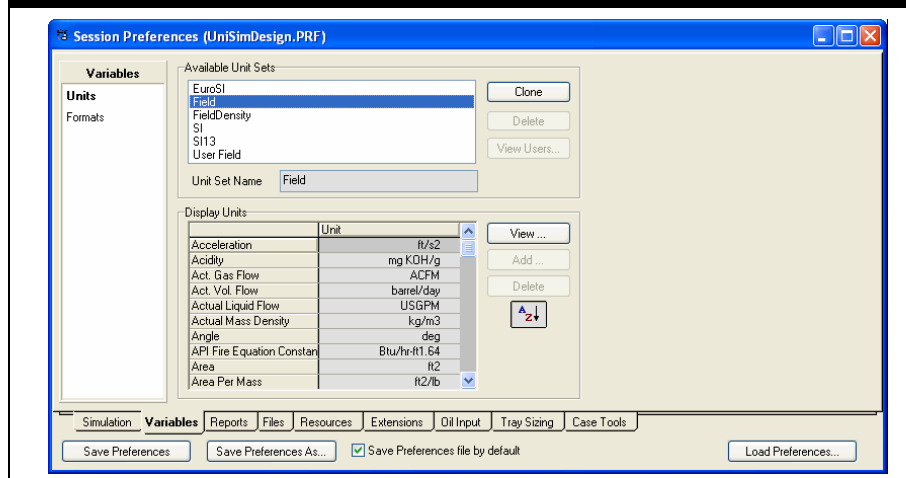 Session Preferences (UniSimDesign.PRF)
Variables
Units
Formats
Available Unit Sets
EuroSI
Field
FieldDensity
SI
SI13
User Field
Clone
Delete
View Users...
Unit Set Name Field
Display Units
Unit
Acceleration ft/s2
Acidity mg KOH/g
Act. Gas Flow ACFM
Act. Vol. Flow barrel/day
Actual Liquid Flow USGPM
Actual Mass Density kg/m3
Angle deg
API Fire Equation Constan Btu/hr-ft1.64
Area ft2
Area Per Mass ft2/lb
View ...
Add ...
Delete
AZ
Simulation Variables Reports Files Resources Extensions Oil Input Tray Sizing Case Tools
Save Preferences Save Preferences As... Save Preferences file by default Load Preferences...